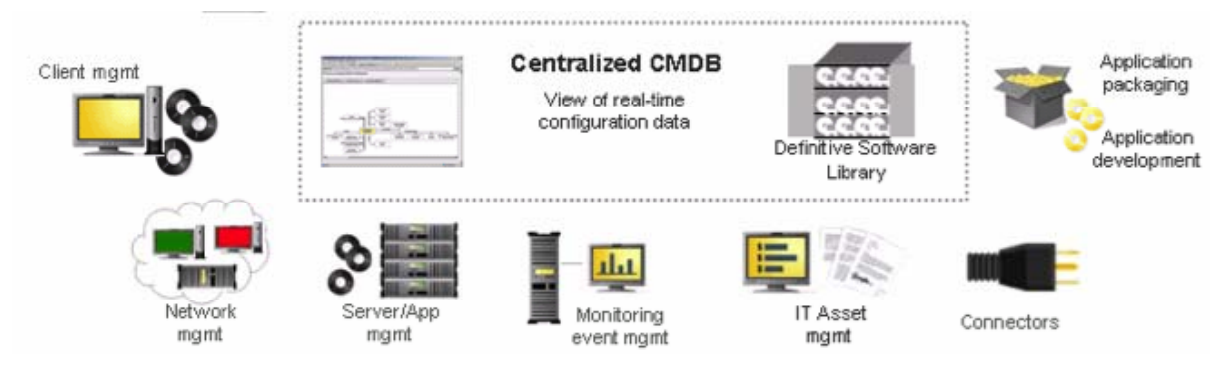 Client mgmt
Centralized CMDB
View of real-time
configuration data
Definitive Software
Library
Application
packaging
Application
development
Network
mgmt
Server/App
mgmt
Monitoring
event mgmt
IT Asset
mgmt
Connectors